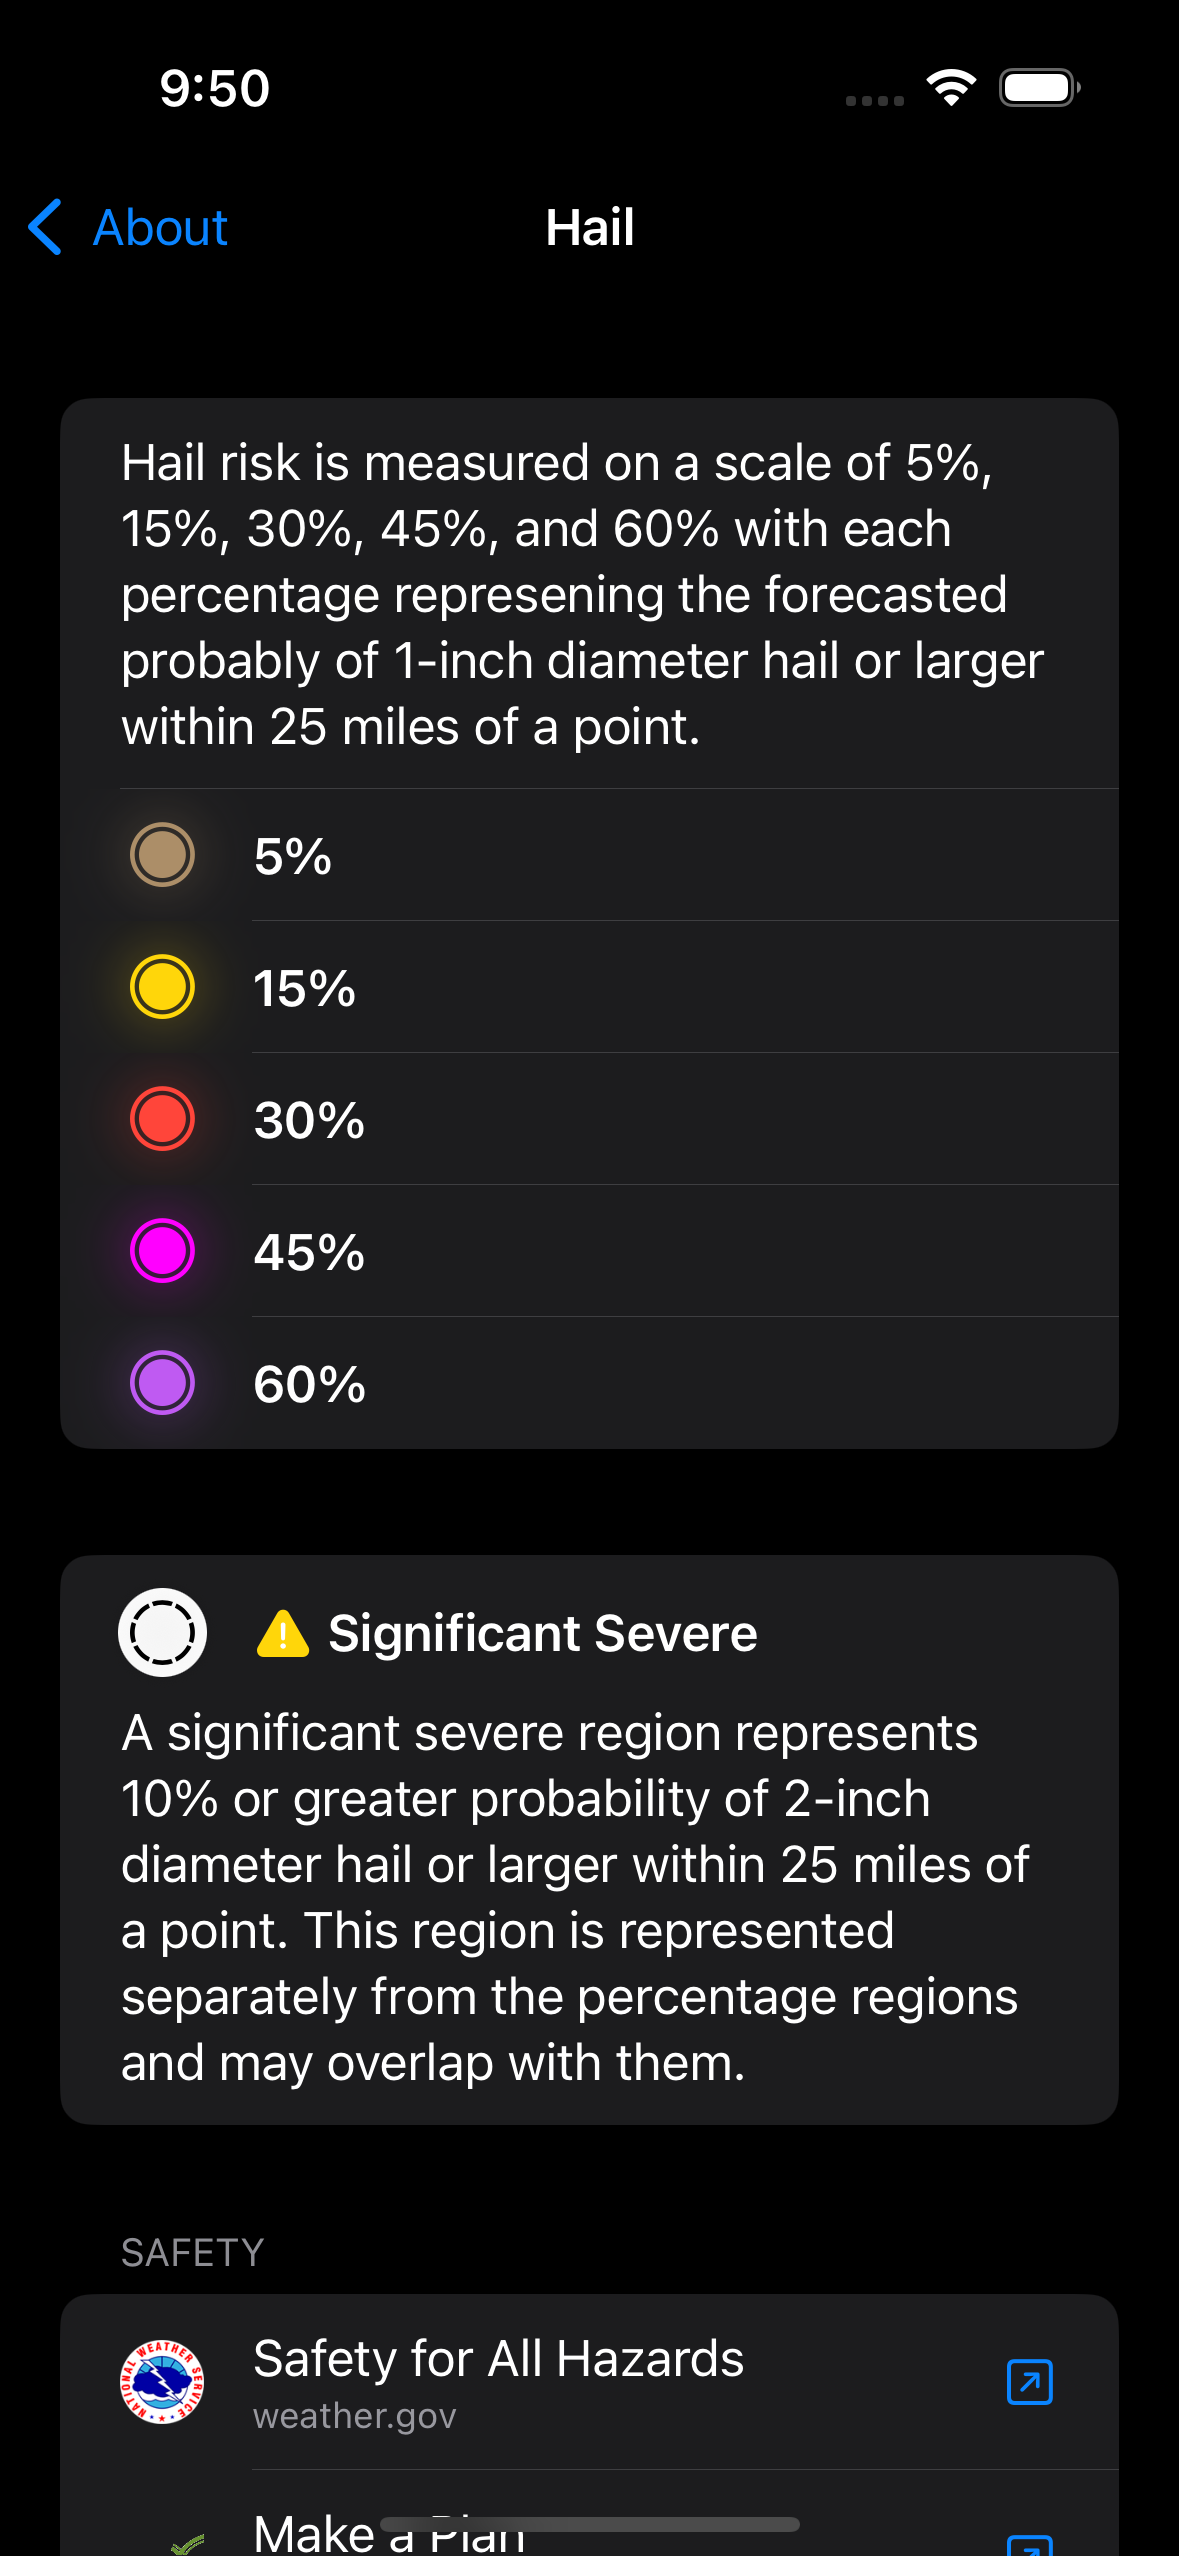 9:50
About
Hail
Hail risk is measured on a scale of 5%,
15%, 30%, 45%, and 60% with each
percentage represening the forecasted
probably of 1-inch diameter hail or larger
within 25 miles of a point.
5%
15%
30%
45%
60%
Significant Severe
A significant severe region represents
10% or greater probability of 2-inch
diameter hail or larger within 25 miles of
a point. This region is represented
separately from the percentage regions
and may overlap with them.
SAFETY
NATIONAL WEATHER SERVICE
Safety for All Hazards
weather.gov
Make a Plan